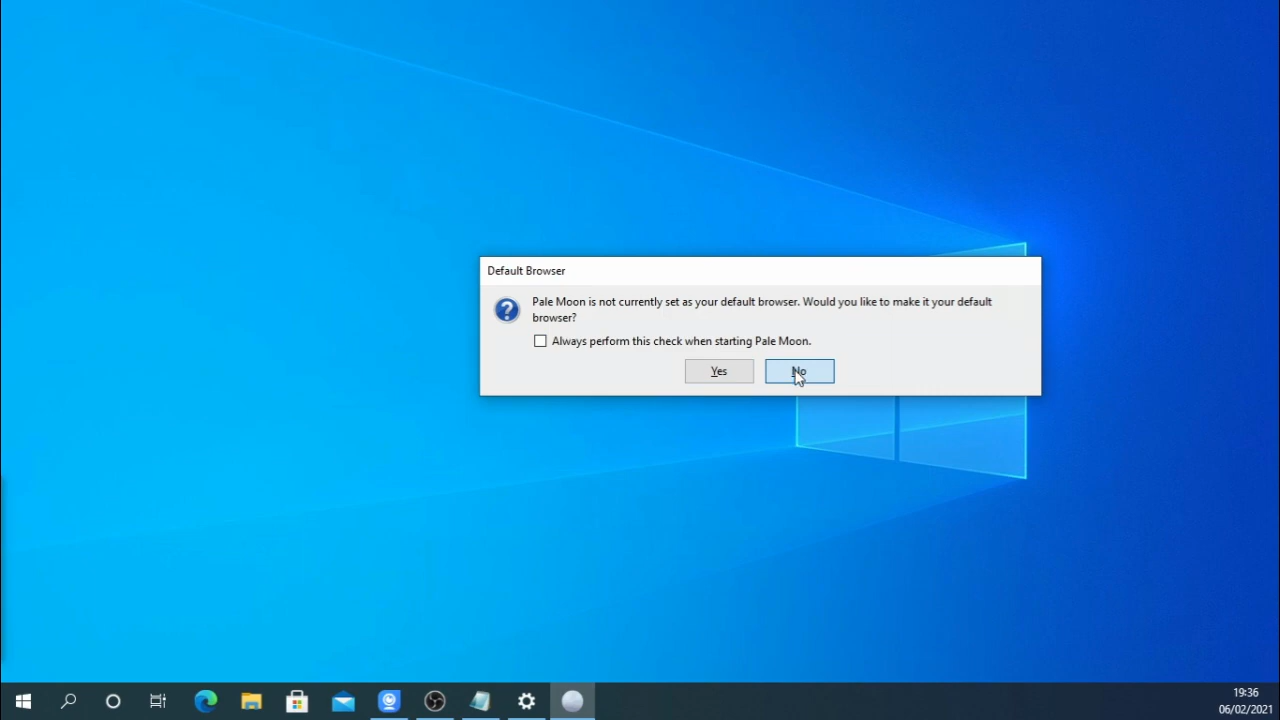 Default Browser
Pale Moon is not currently set as your default browser. Would you like to make it your default
browser?
Always perform this check when starting Pale Moon.
Yes No
19:36
06/02/2021